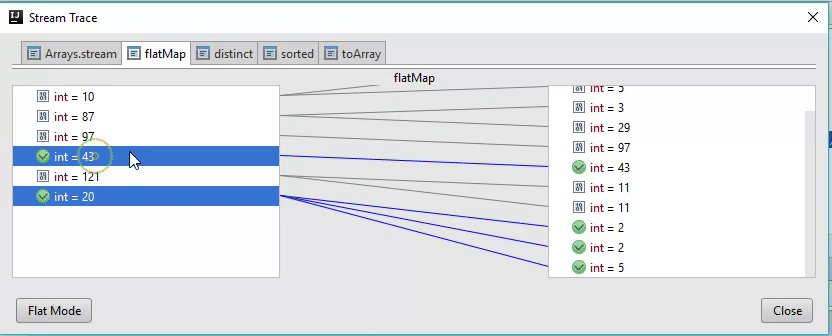 Stream Trace
Arrays.stream flatMap distinct sorted toArray
flatMap
int = 10
int = 87
int = 97
int = 43
int = 121
int = 20
int = 5
int = 3
int = 29
int = 97
int = 43
int = 11
int = 11
int = 2
int = 2
int = 5
Flat Mode
Close